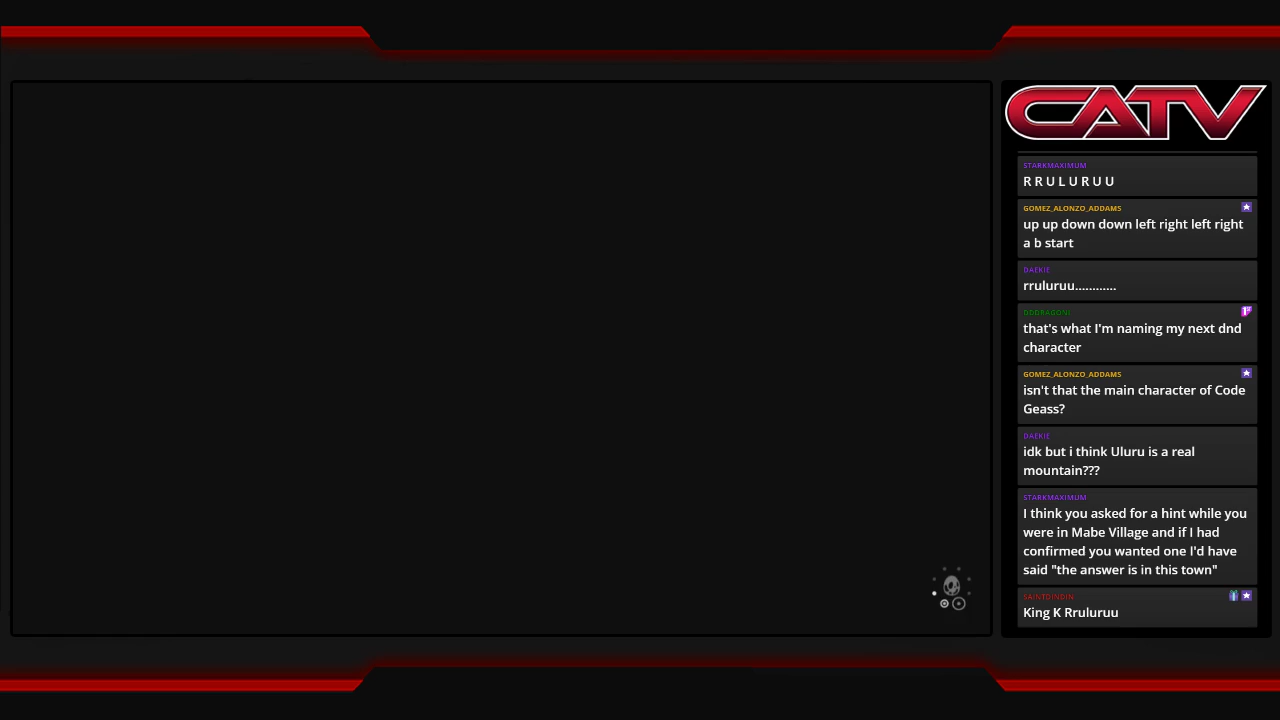 CATV
STARKMAXIMUM
R R U L U R U U
GOMEZ_ALONZO_ADDAMS
up up down down left right left right
a b start
DAEKIE
rruluruu............
DDDRAGONI
that's what I'm naming my next dnd
character
GOMEZ_ALONZO_ADDAMS
isn't that the main character of Code
Geass?
DAEKIE
idk but i think Uluru is a real
mountain???
STARKMAXIMUM
I think you asked for a hint while you
were in Mabe Village and if I had
confirmed you wanted one I'd have
said "the answer is in this town"
SAINTDINDIN
King K Rruluruu